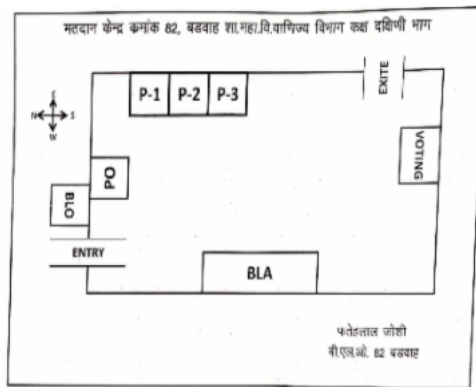 मतदान केन्द्र क्रमांक 82, बडवाह शा.महा.वि.वाणिज्य विभाग कक्ष दक्षिणी भाग
P-1 P-2 P-3
EXITE
E
N S
W
VOTING
PO
BLO
ENTRY
BLA
फतेहलाल जोशी
बी.एल.ओ. 82 बडवाह